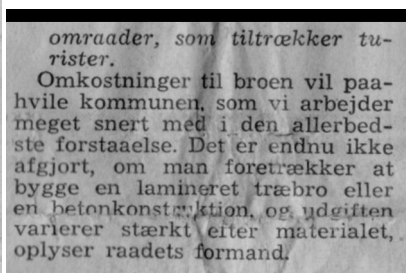 omraader, som tiltrækker tu-
rister.
Omkostninger til broen vil paa-
hvile kommunen, som vi arbejder
meget snert med i den allerbed-
ste forstaaelse. Det er endnu ikke
afgjort, om man foretrækker at
bygge en lamineret træbro eller
en betonkonstruktion, og udgiften
varierer stærkt efter materialet,
oplyser raadets formand.